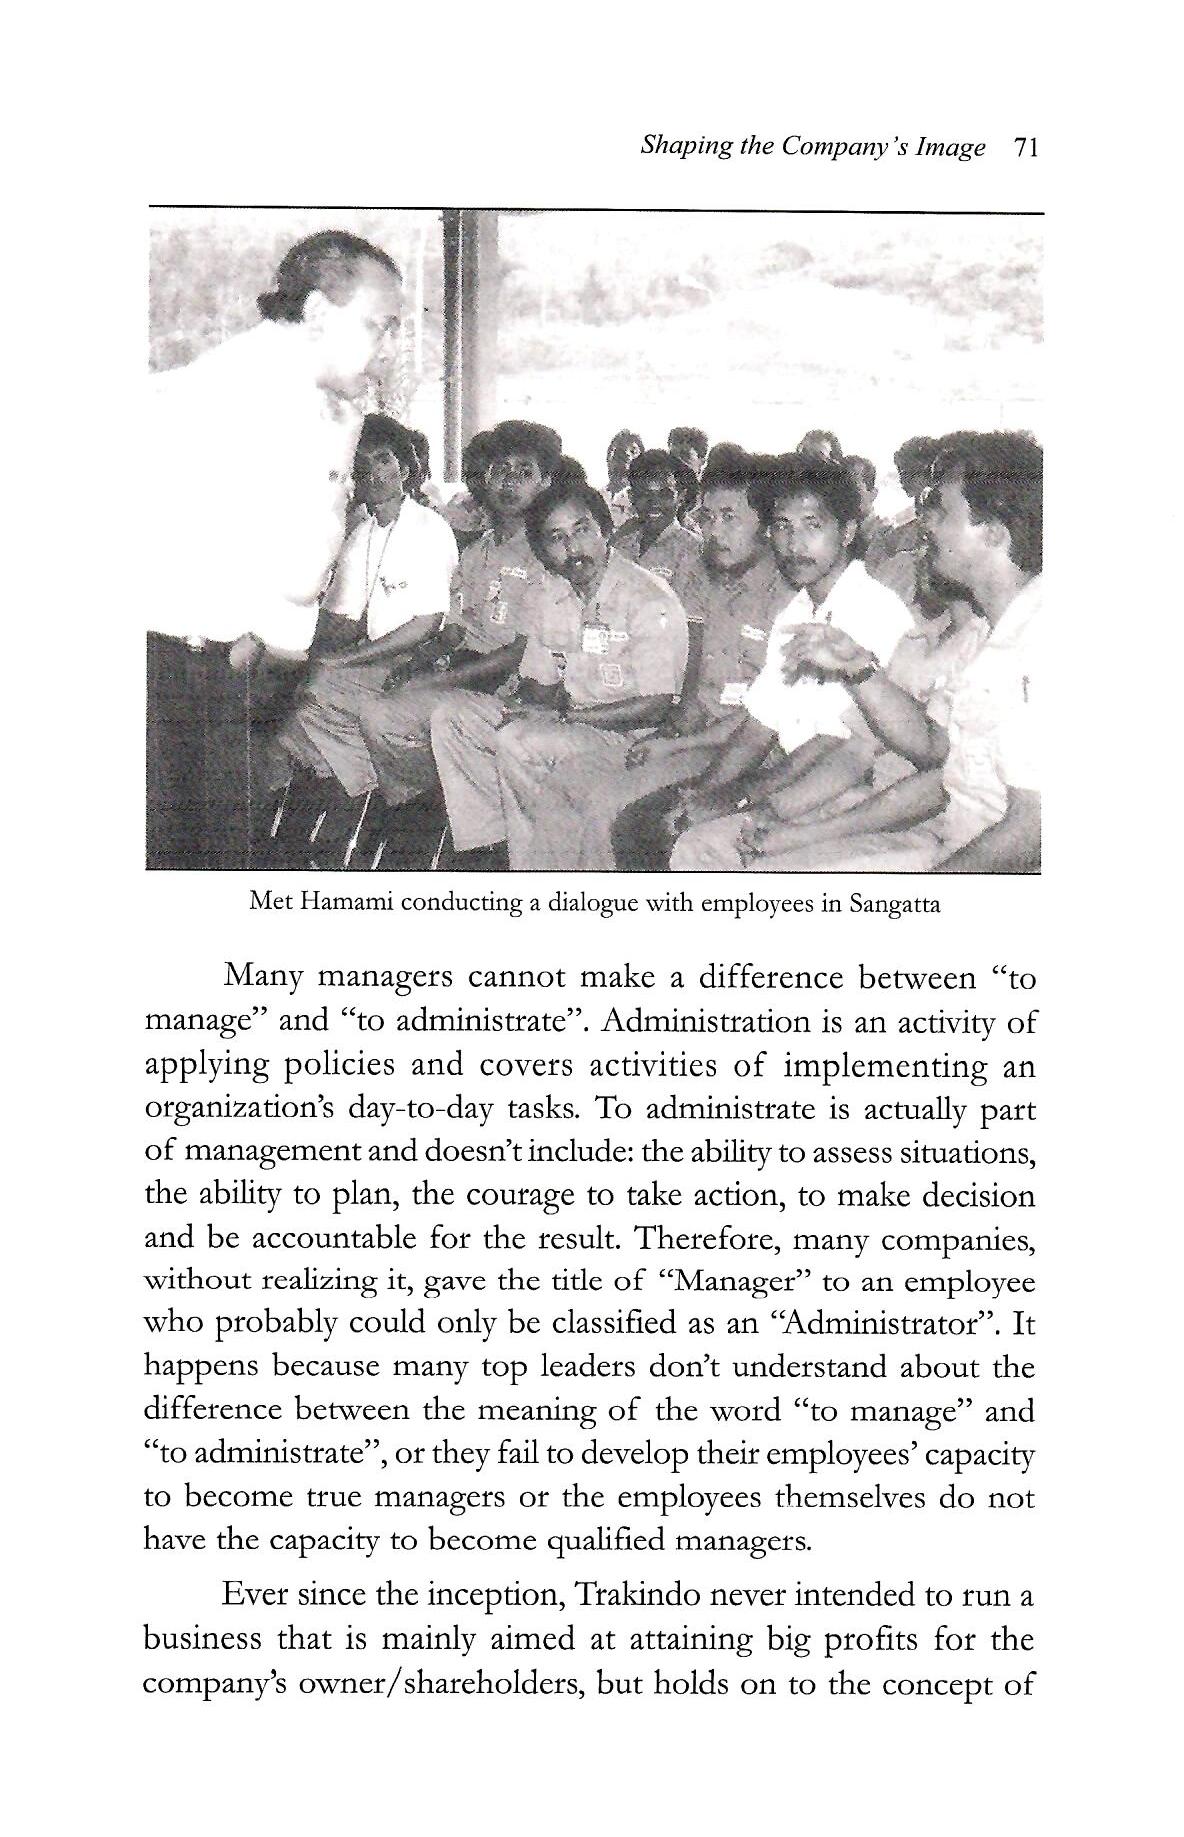 Shaping the Company's Image 71
Met Hamami conducting a dialogue with employees in Sangatta
Many managers cannot make a difference between “to
manage” and “to administrate”. Administration is an activity of
applying policies and covers activities of implementing an
organization’s day-to-day tasks. To administrate is actually part
of management and doesn’t include: the ability to assess situations,
the ability to plan, the courage to take action, to make decision
and be accountable for the result. Therefore, many companies,
without realizing it, gave the title of “Manager” to an employee
who probably could only be classified as an “Administrator”. It
happens because many top leaders don’t understand about the
difference between the meaning of the word “to manage” and
“to administrate”, or they fail to develop their employees’ capacity
to become true managers or the employees themselves do not
have the capacity to become qualified managers.
Ever since the inception, Trakindo never intended to run a
business that is mainly aimed at attaining big profits for the
company’s owner/shareholders, but holds on to the concept of